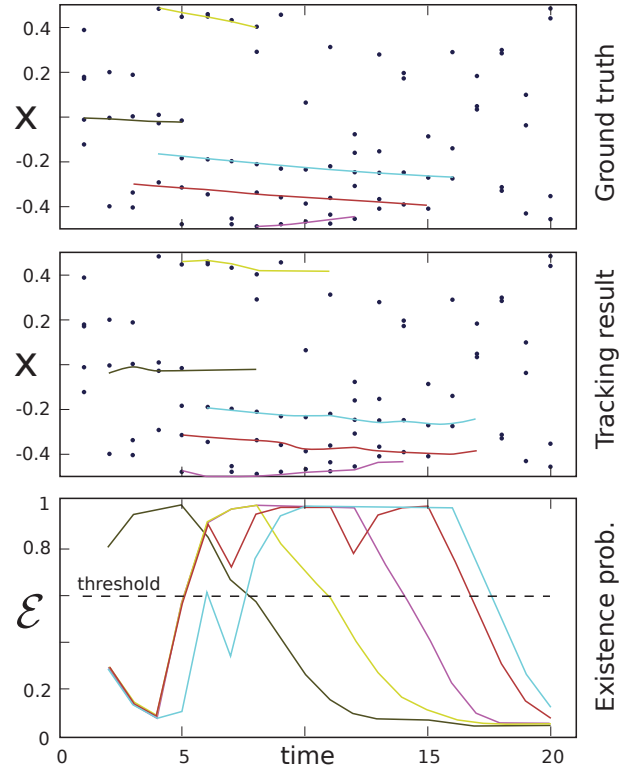 0.4
0.2
X
-0.2
-0.4
Ground truth
0.4
0.2
X
-0.2
-0.4
Tracking result
1
0.8
threshold
ℰ
0.2
0
Existence prob.
0 5 10 15 20
time